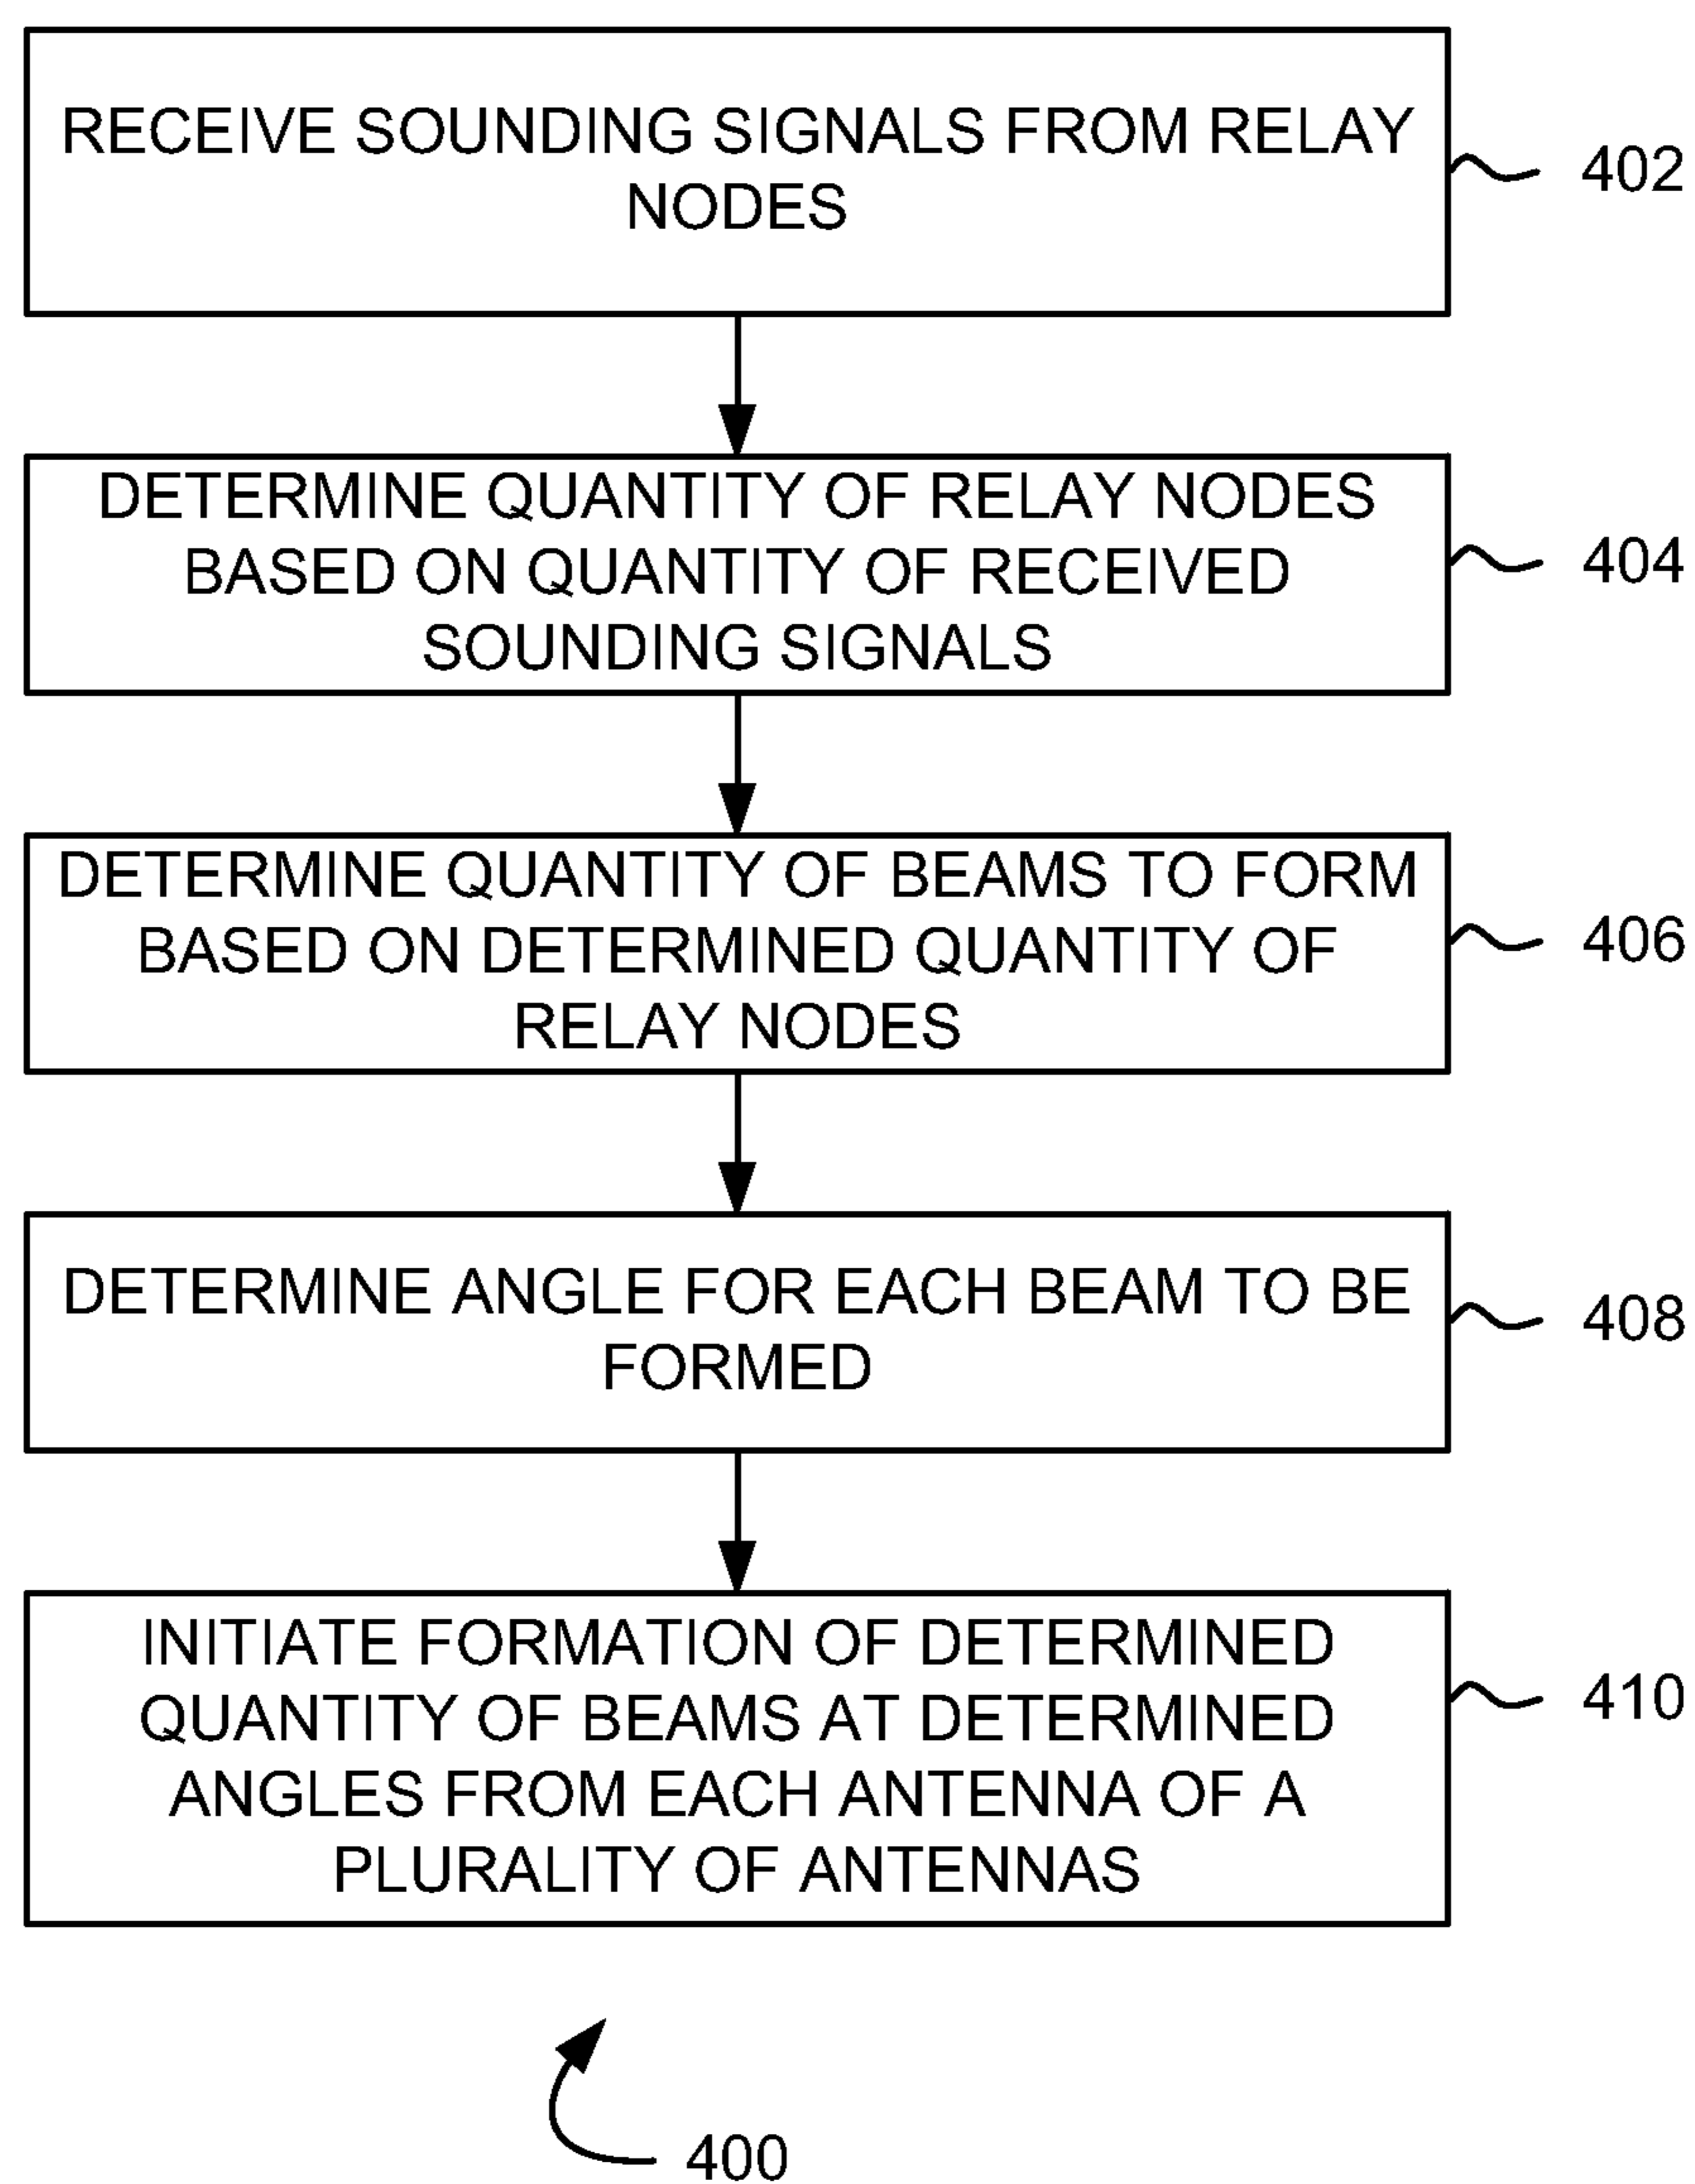 RECEIVE SOUNDING SIGNALS FROM RELAY
NODES
402
DETERMINE QUANTITY OF RELAY NODES
BASED ON QUANTITY OF RECEIVED
SOUNDING SIGNALS
404
DETERMINE QUANTITY OF BEAMS TO FORM
BASED ON DETERMINED QUANTITY OF
RELAY NODES
406
DETERMINE ANGLE FOR EACH BEAM TO BE
FORMED
408
INITIATE FORMATION OF DETERMINED
QUANTITY OF BEAMS AT DETERMINED
ANGLES FROM EACH ANTENNA OF A
PLURALITY OF ANTENNAS
410
400